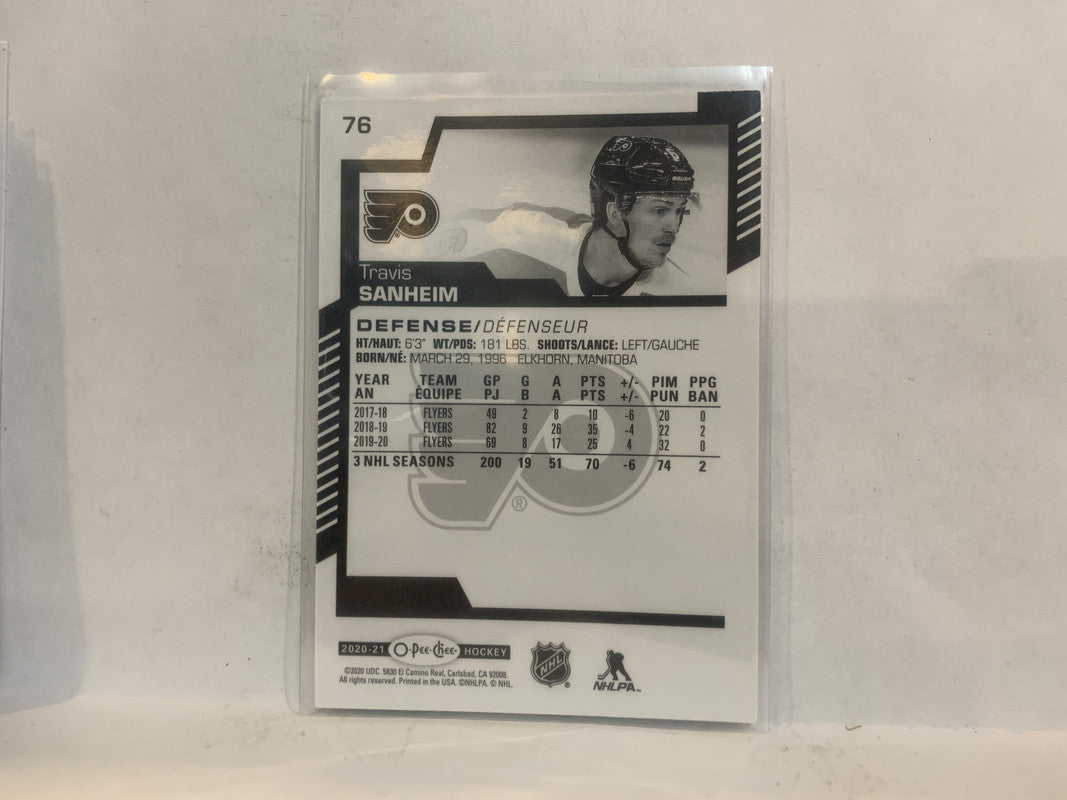 76
Travis
SANHEIM
DEFENSE/DÉFENSEUR
HT/HAUT: 6'3" WT/PDS: 181 LBS. SHOOTS/LANCE: LEFT/GAUCHE
BORN/NÉ: MARCH 29, 1996 ELKHORN, MANITOBA
YEAR TEAM GP G A PTS +/- PIM PPG
AN ÉQUIPE PJ B A PTS +/- PUN BAN
2017-18 FLYERS 49 2 8 10 -6 20 0
2018-19 FLYERS 82 9 26 35 -4 22 2
2019-20 FLYERS 69 8 17 25 4 32 0
3 NHL SEASONS 200 19 51 70 -6 74 2
®
2020-21 O-Pee-Chee HOCKEY
©2020 UDC. 5830 El Camino Real, Carlsbad, CA 92008.
All rights reserved. Printed in the USA. ©NHLPA. © NHL.
NHL
NHLPA™